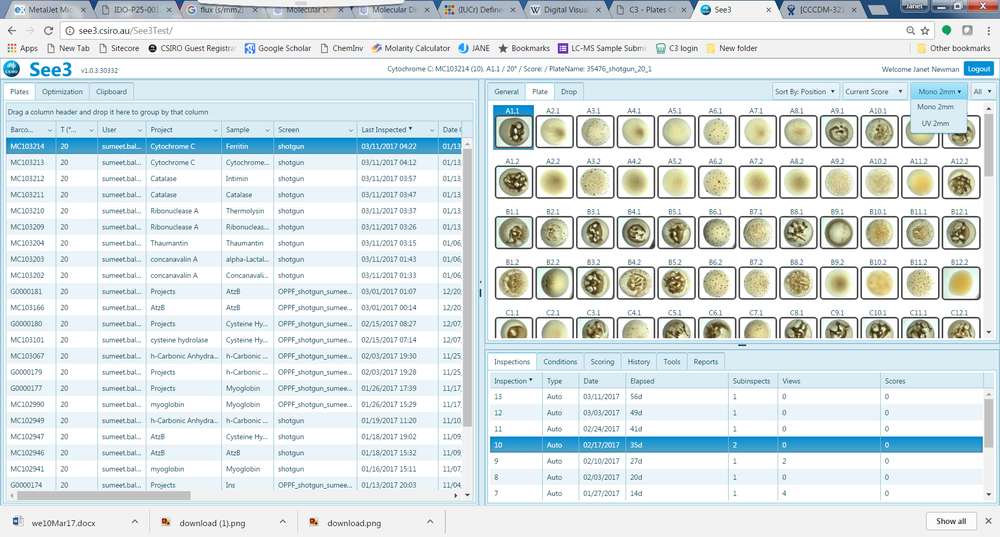 MetalJet Micr
IDO-P25-001
flux (s/mm2)
Molecular Di
Molecular Di
(IUCr) Define
Digital Visual
C3 - Plates C
See3
[CCCDM-321
Janet
see3.csiro.au/See3Test/
Apps
New Tab
Sitecore
CSIRO Guest Registra
Google Scholar
ChemInv
Molarity Calculator
JANE
Bookmarks
LC-MS Sample Submi
C3 login
New folder
Other bookmarks
CSIRO
See3
v1.0.3.30332
Cytochrome C: MC103214 (10), A1.1 / 20° / Score: / PlateName: 35476_shotgun_20_1
Welcome Janet Newman
Logout
Plates
Optimization
Clipboard
Drag a column header and drop it here to group by that column
Barco... T (°... User Project Sample Screen Last Inspected Date
MC103214 20 sumeet.bal... Cytochrome C Ferritin shotgun 03/11/2017 04:22 01/13,
MC103213 20 sumeet.bal... Cytochrome C Cytochrome... shotgun 03/11/2017 04:12 01/13,
MC103212 20 sumeet.bal... Catalase Intimin shotgun 03/11/2017 03:57 01/13,
MC103211 20 sumeet.bal... Catalase Catalase shotgun 03/11/2017 03:47 01/13,
MC103210 20 sumeet.bal... Ribonuclease A Thermolysin shotgun 03/11/2017 03:37 01/13,
MC103209 20 sumeet.bal... Ribonuclease A Ribonucleas... shotgun 03/11/2017 03:26 01/13,
MC103204 20 sumeet.bal... Thaumantin Thaumantin shotgun 03/11/2017 03:15 01/06,
MC103203 20 sumeet.bal... concanavalin A alpha-Lactal... shotgun 03/11/2017 01:43 01/06,
MC103202 20 sumeet.bal... concanavalin A Concanavali... shotgun 03/11/2017 01:33 01/06,
G0000181 20 sumeet.bal... Projects AtzB OPPF_shotgun_sumee... 03/01/2017 01:07 12/20,
MC103166 20 sumeet.bal... AtzB AtzB OPPF_shotgun_sumee... 03/01/2017 00:14 12/20,
G0000180 20 sumeet.bal... Projects Cysteine Hy... OPPF_shotgun_sumee... 02/15/2017 08:27 12/07,
MC103101 20 sumeet.bal... cysteine hydrolase Cysteine Hy... OPPF_shotgun_sumee... 02/15/2017 07:14 12/07,
MC103067 20 sumeet.bal... h-Carbonic Anhydra... h-Carbonic ... OPPF_shotgun_sumee... 02/03/2017 19:30 11/25,
G0000179 20 sumeet.bal... Projects h-Carbonic ... OPPF_shotgun_sumee... 02/03/2017 19:28 11/25,
G0000177 20 sumeet.bal... Projects Myoglobin OPPF_shotgun_sumee... 01/26/2017 17:39 11/17,
MC102990 20 sumeet.bal... myoglobin Myoglobin OPPF_shotgun_sumee... 01/26/2017 15:29 11/17,
MC102949 20 sumeet.bal... h-Carbonic Anhydra... h-Carbonic ... shotgun 01/19/2017 11:20 11/10,
MC102947 20 sumeet.bal... AtzB Cysteine Hy... shotgun 01/18/2017 19:02 11/09,
MC102946 20 sumeet.bal... AtzB AtzB shotgun 01/18/2017 15:32 11/09,
MC102941 20 sumeet.bal... myoglobin Myoglobin shotgun 01/16/2017 15:11 11/07,
G0000174 20 sumeet.bal... Projects Ins OPPF_shotgun_sumee... 01/13/2017 20:03 11/04,
General
Plate
Drop
Sort By: Position
Current Score
Mono 2mm
All
Mono 2mm
UV 2mm
A1.1 A2.1 A3.1 A4.1 A5.1 A6.1 A7.1 A8.1 A9.1 A10.1
A1.2 A2.2 A3.2 A4.2 A5.2 A6.2 A7.2 A8.2 A9.2 A10.2 A11.2 A12.2
B1.1 B2.1 B3.1 B4.1 B5.1 B6.1 B7.1 B8.1 B9.1 B10.1 B11.1 B12.1
B1.2 B2.2 B3.2 B4.2 B5.2 B6.2 B7.2 B8.2 B9.2 B10.2 B11.2 B12.2
C1.1 C2.1 C3.1 C4.1 C5.1 C6.1 C7.1 C8.1 C9.1 C10.1 C11.1 C12.1
Inspections
Conditions
Scoring
History
Tools
Reports
Inspection Type Date Elapsed Subinspects Views Scores
13 Auto 03/11/2017 56d 1 0 0
12 Auto 03/03/2017 49d 1 0 0
11 Auto 02/24/2017 41d 1 0 0
10 Auto 02/17/2017 35d 2 0 0
9 Auto 02/10/2017 27d 1 2 0
8 Auto 02/03/2017 20d 1 0 0
7 Auto 01/27/2017 14d 1 4 0
we10Mar17.docx
download (1).png
download.png
Show all